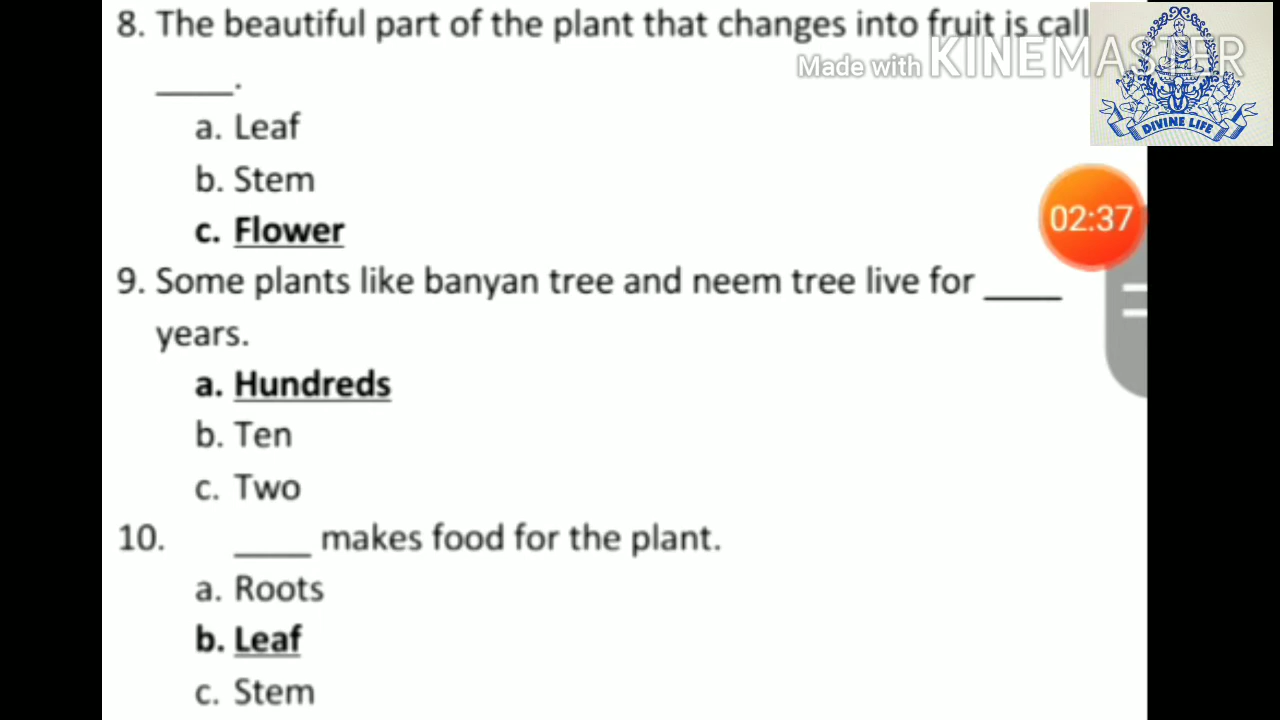 8. The beautiful part of the plant that changes into fruit is call
____.
Made with KINEMASTER
DIVINE LIFE
a. Leaf
b. Stem
c. Flower
02:37
9. Some plants like banyan tree and neem tree live for ____
years.
a. Hundreds
b. Ten
c. Two
10. ____ makes food for the plant.
a. Roots
b. Leaf
c. Stem